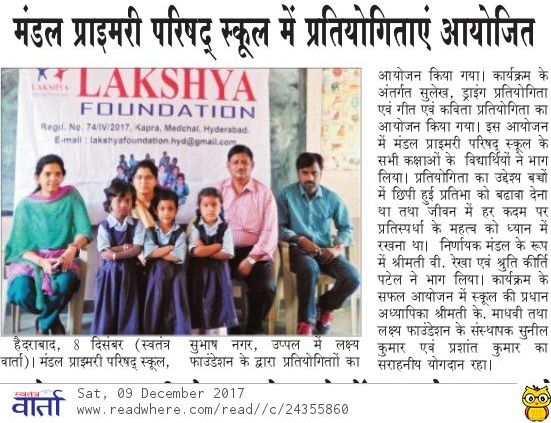 मंडल प्राइमरी परिषद् स्कूल में प्रतियोगिताएं आयोजित
LAKSHYA
LAKSHYA
FOUNDATION
Regd. No. 74/IV/2017, Kapra, Medchal, Hyderabad.
E-mail : lakshyafoundation.hyd@gmail.com
हैदराबाद, 8 दिसंबर (स्वतंत्र
वार्ता)। मंडल प्राइमरी परिषद् स्कूल,
सुभाष नगर, उप्पल में लक्ष्य
फाउंडेशन के द्वारा प्रतियोगिताों का
आयोजन किया गया। कार्यक्रम के
अंतर्गत सुलेख, ड्राइंग प्रतियोगिता
एवं गीत एवं कविता प्रतियोगिता का
आयोजन किया गया। इस आयोजन
में मंडल प्राइमरी परिषद् स्कूल के
सभी कक्षाओं के विद्यार्थियों ने भाग
लिया। प्रतियोगिता का उद्देश्य बच्चों
में छिपी हुई प्रतिभा को बढावा देना
था तथा जीवन में हर कदम पर
प्रतिस्पर्धा के महत्व को ध्यान में
रखना था। निर्णायक मंडल के रूप
में श्रीमती वी. रेखा एवं श्रुति कीर्ति
पटेल ने भाग लिया। कार्यक्रम के
सफल आयोजन में स्कूल की प्रधान
अध्यापिका श्रीमती के. माधवी तथा
लक्ष्य फाउंडेशन के संस्थापक सुनील
कुमार एवं प्रशांत कुमार का
सराहनीय योगदान रहा।
स्वतंत्र
वार्ता
Sat, 09 December 2017
www.readwhere.com/read//c/24355860